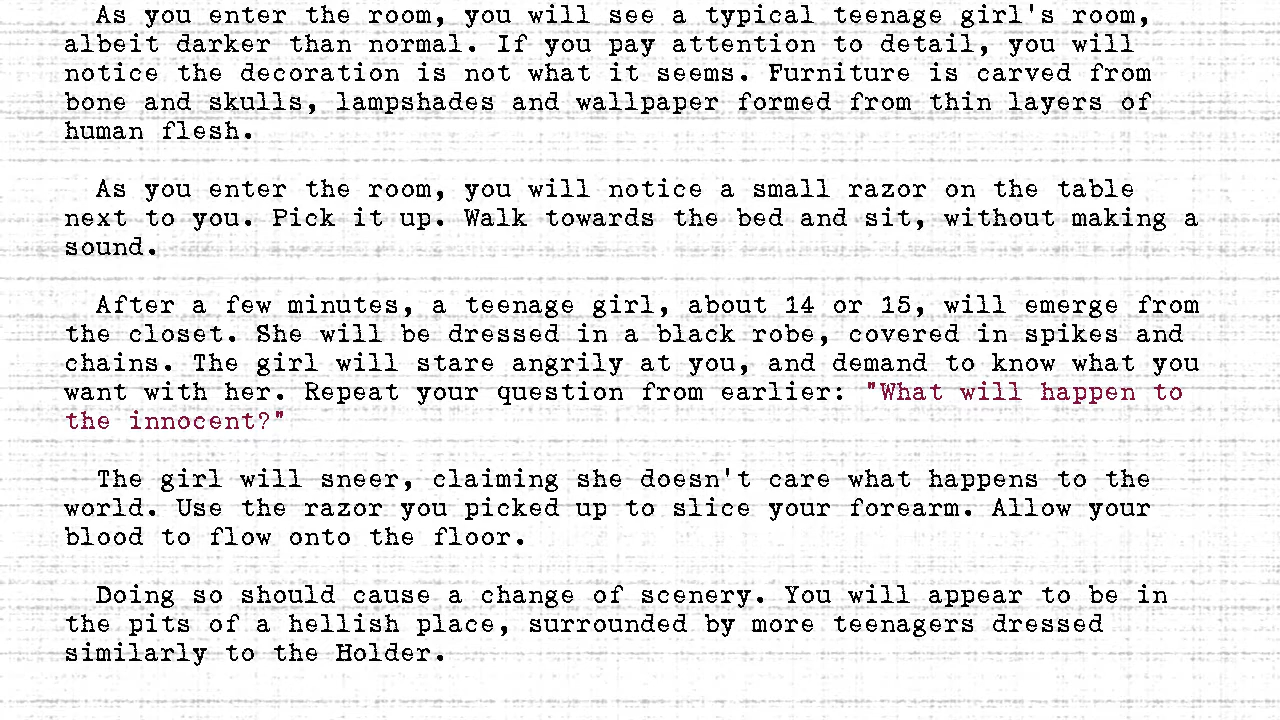 As you enter the room, you will see a typical teenage girl's room,
albeit darker than normal. If you pay attention to detail, you will
notice the decoration is not what it seems. Furniture is carved from
bone and skulls, lampshades and wallpaper formed from thin layers of
human flesh.
As you enter the room, you will notice a small razor on the table
next to you. Pick it up. Walk towards the bed and sit, without making a
sound.
After a few minutes, a teenage girl, about 14 or 15, will emerge from
the closet. She will be dressed in a black robe, covered in spikes and
chains. The girl will stare angrily at you, and demand to know what you
want with her. Repeat your question from earlier: "What will happen to
the innocent?"
The girl will sneer, claiming she doesn't care what happens to the
world. Use the razor you picked up to slice your forearm. Allow your
blood to flow onto the floor.
Doing so should cause a change of scenery. You will appear to be in
the pits of a hellish place, surrounded by more teenagers dressed
similarly to the Holder.